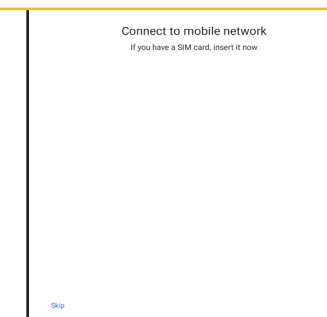 Connect to mobile network
If you have a SIM card, insert it now
Skip